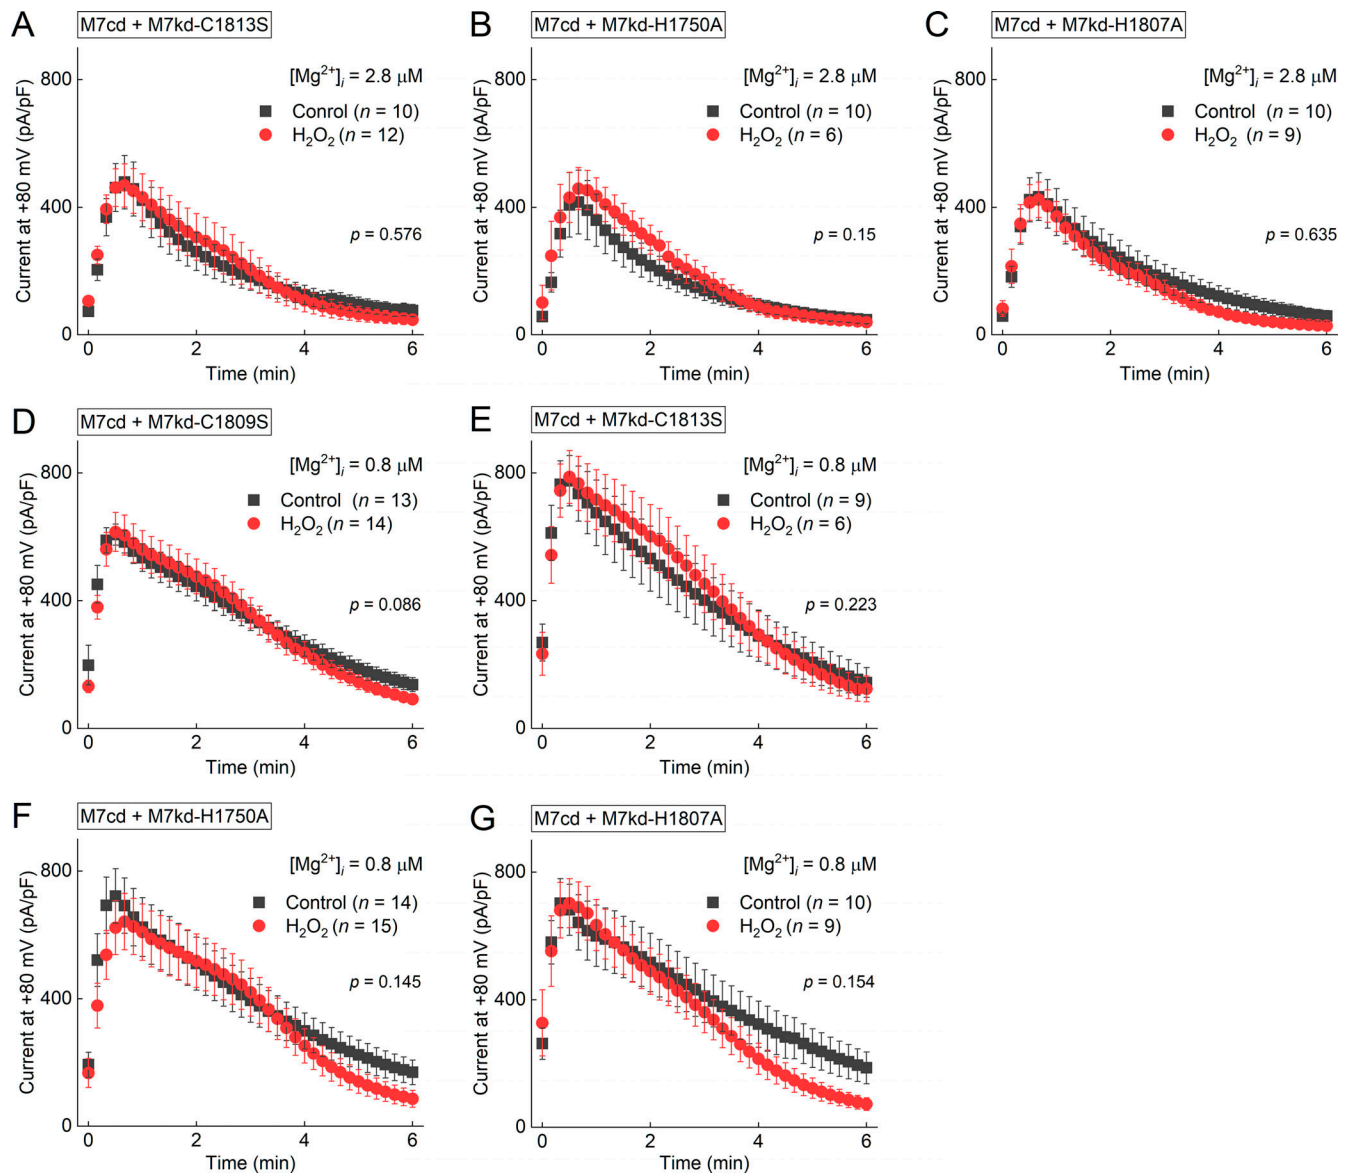 A
M7cd + M7kd-C1813S
[Mg2+]i = 2.8 μM
Conrol (n = 10)
H2O2 (n = 12)
p = 0.576
Current at +80 mV (pA/pF)
800
400
0
0 2 4 6
Time (min)
B
M7cd + M7kd-H1750A
[Mg2+]i = 2.8 μM
Control (n = 10)
H2O2 (n = 6)
p = 0.15
Current at +80 mV (pA/pF)
800
400
0
0 2 4 6
Time (min)
C
M7cd + M7kd-H1807A
[Mg2+]i = 2.8 μM
Control (n = 10)
H2O2 (n = 9)
p = 0.635
Current at +80 mV (pA/pF)
800
400
0
0 2 4 6
Time (min)
D
M7cd + M7kd-C1809S
[Mg2+]i = 0.8 μM
Control (n = 13)
H2O2 (n = 14)
p = 0.086
Current at +80 mV (pA/pF)
800
400
0
0 2 4 6
Time (min)
E
M7cd + M7kd-C1813S
[Mg2+]i = 0.8 μM
Control (n = 9)
H2O2 (n = 6)
p = 0.223
Current at +80 mV (pA/pF)
800
400
0
0 2 4 6
Time (min)
F
M7cd + M7kd-H1750A
[Mg2+]i = 0.8 μM
Control (n = 14)
H2O2 (n = 15)
p = 0.145
Current at +80 mV (pA/pF)
800
400
0
0 2 4 6
Time (min)
G
M7cd + M7kd-H1807A
[Mg2+]i = 0.8 μM
Control (n = 10)
H2O2 (n = 9)
p = 0.154
Current at +80 mV (pA/pF)
800
400
0
0 2 4 6
Time (min)